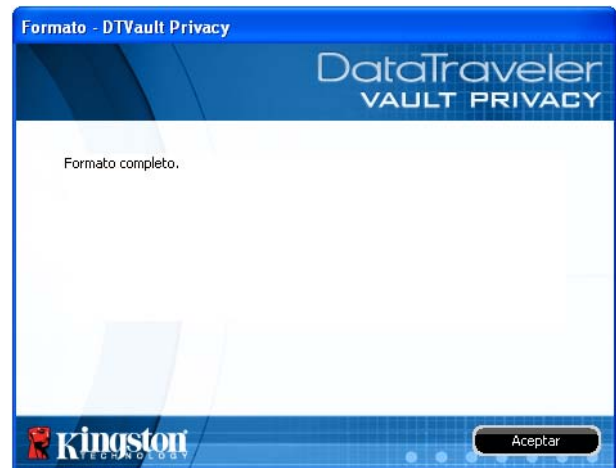 Formato - DTVault Privacy
DataTraveler
VAULT PRIVACY
Formato completo.
Kingston
TECHNOLOGY
Aceptar